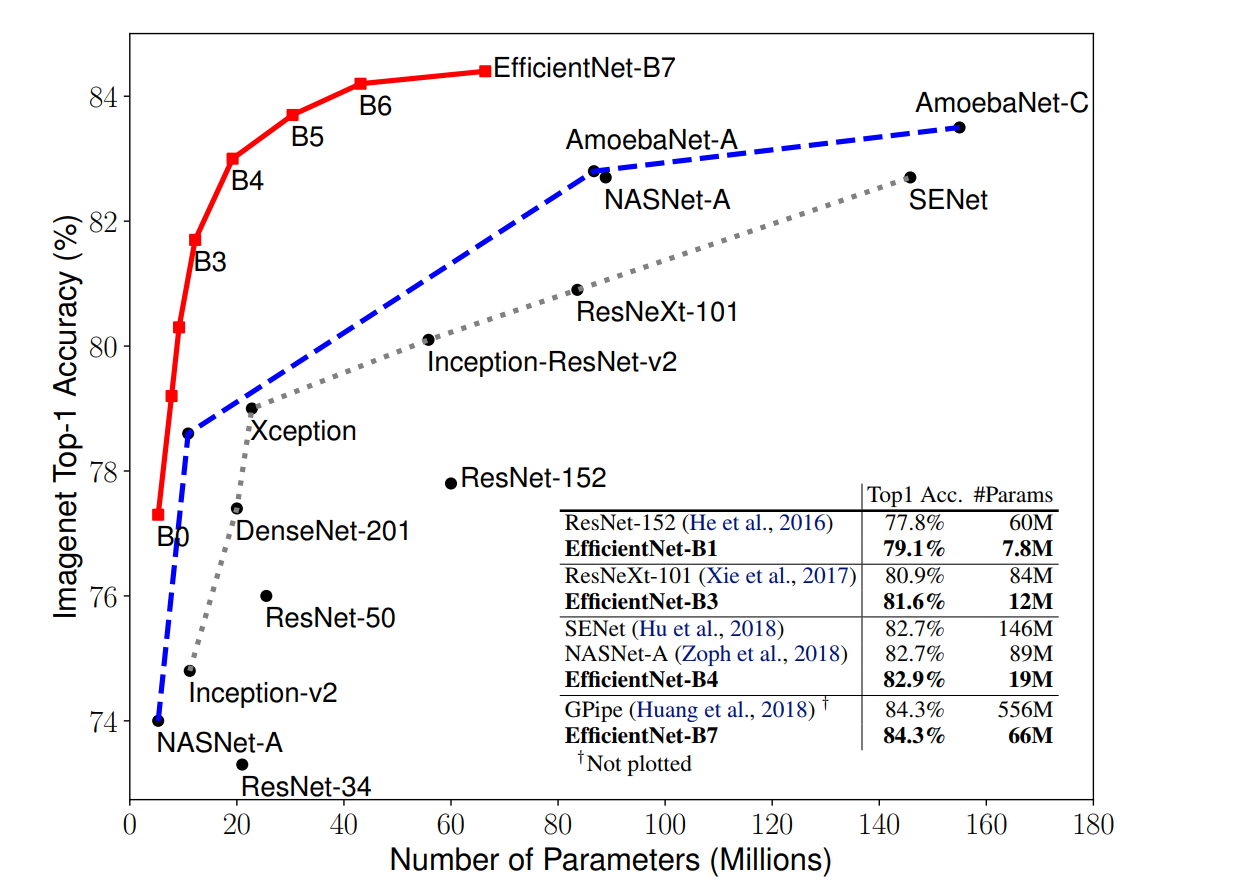 EfficientNet-B7
84
AmoebaNet-C
B6
B5
AmoebaNet-A
B4
NASNet-A
SENet
82
B3
ResNeXt-101
80
Inception-ResNet-v2
Xception
78
ResNet-152
B0
DenseNet-201
76
ResNet-50
Inception-v2
74
NASNet-A
ResNet-34
Imagenet Top-1 Accuracy (%)
Top1 Acc. #Params
ResNet-152 (He et al., 2016) 77.8% 60M
EfficientNet-B1 79.1% 7.8M
ResNeXt-101 (Xie et al., 2017) 80.9% 84M
EfficientNet-B3 81.6% 12M
SENet (Hu et al., 2018) 82.7% 146M
NASNet-A (Zoph et al., 2018) 82.7% 89M
EfficientNet-B4 82.9% 19M
GPipe (Huang et al., 2018) † 84.3% 556M
EfficientNet-B7 84.3% 66M
†Not plotted
0 20 40 60 80 100 120 140 160 180
Number of Parameters (Millions)